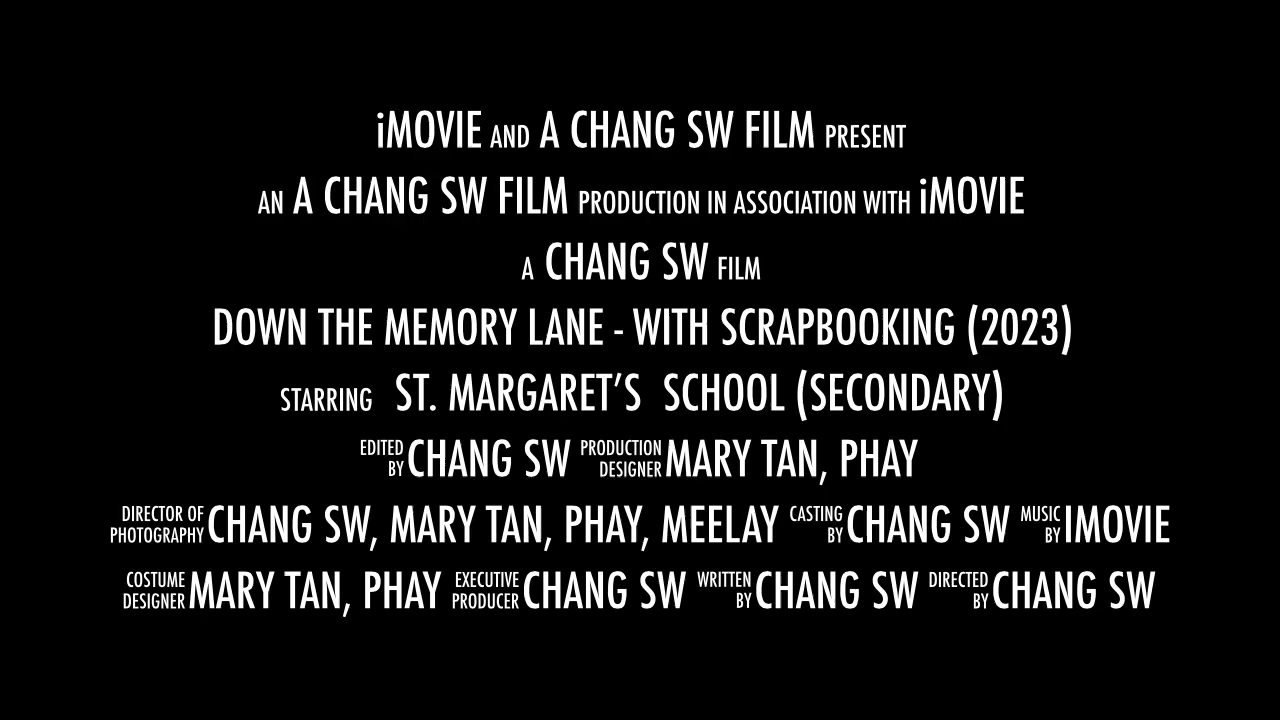 iMOVIE AND A CHANG SW FILM PRESENT
AN A CHANG SW FILM PRODUCTION IN ASSOCIATION WITH iMOVIE
A CHANG SW FILM
DOWN THE MEMORY LANE - WITH SCRAPBOOKING (2023)
STARRING ST. MARGARET’S SCHOOL (SECONDARY)
EDITED BY CHANG SW PRODUCTION DESIGNER MARY TAN, PHAY
DIRECTOR OF PHOTOGRAPHY CHANG SW, MARY TAN, PHAY, MEELAY CASTING BY CHANG SW MUSIC BY IMOVIE
COSTUME DESIGNER MARY TAN, PHAY EXECUTIVE PRODUCER CHANG SW WRITTEN BY CHANG SW DIRECTED BY CHANG SW